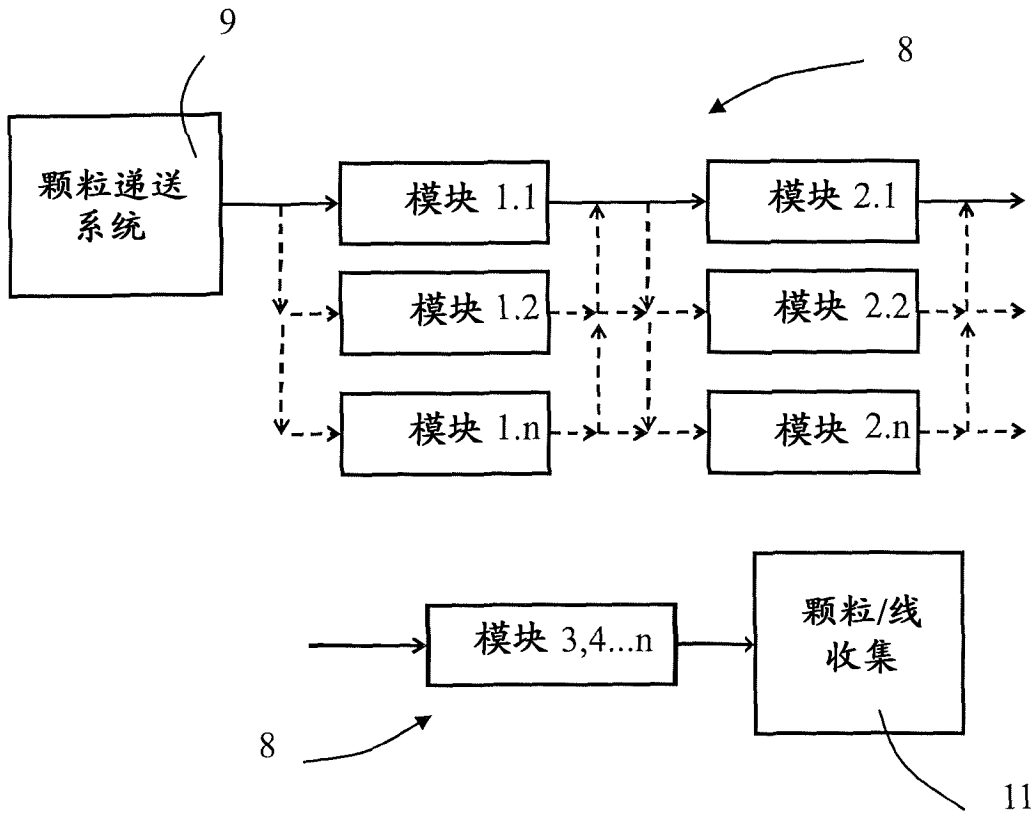 9
8
颗粒递送
系统
模块 1.1
模块 2.1
模块 1.2
模块 2.2
模块 1.n
模块 2.n
模块 3,4...n
颗粒/线
收集
8
11